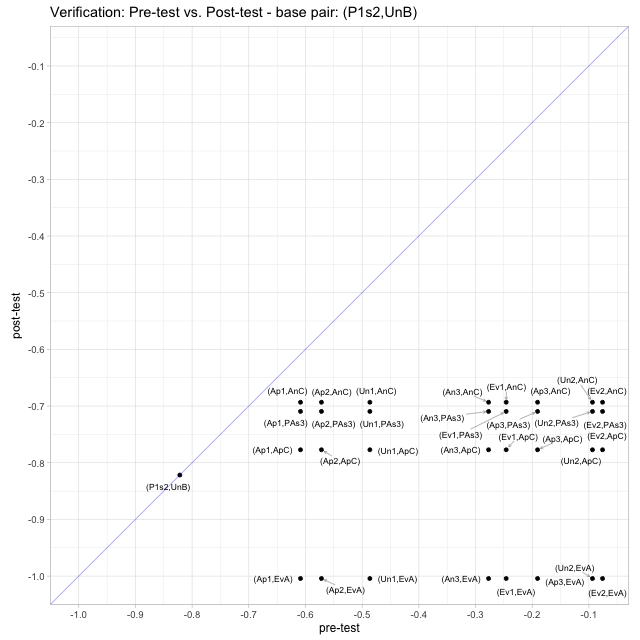 Verification: Pre-test vs. Post-test - base pair: (P1s2,UnB)
-0.1
-0.2
-0.3
-0.4
-0.5
-0.6
-0.7
-0.8
-0.9
-1.0
post-test
(Un2,AnC)
(Ap1,AnC) (Ap2,AnC) (Un1,AnC) (An3,AnC) (Ev1,AnC) (Ap3,AnC) (Ev2,AnC)
(Ap1,PAs3) (Ap2,PAs3) (Un1,PAs3) (An3,PAs3) (Ev1,PAs3) (Ap3,PAs3) (Un2,PAs3) (Ev2,PAs3)
(Ap1,ApC) (Ap2,ApC) (Un1,ApC) (An3,ApC) (Ev1,ApC) (Ap3,ApC) (Un2,ApC) (Ev2,ApC)
(P1s2,UnB)
(Ap1,EvA) (Ap2,EvA) (Un1,EvA) (An3,EvA) (Ev1,EvA) (Ap3,EvA) (Un2,EvA) (Ev2,EvA)
-1.0 -0.9 -0.8 -0.7 -0.6 -0.5 -0.4 -0.3 -0.2 -0.1
pre-test